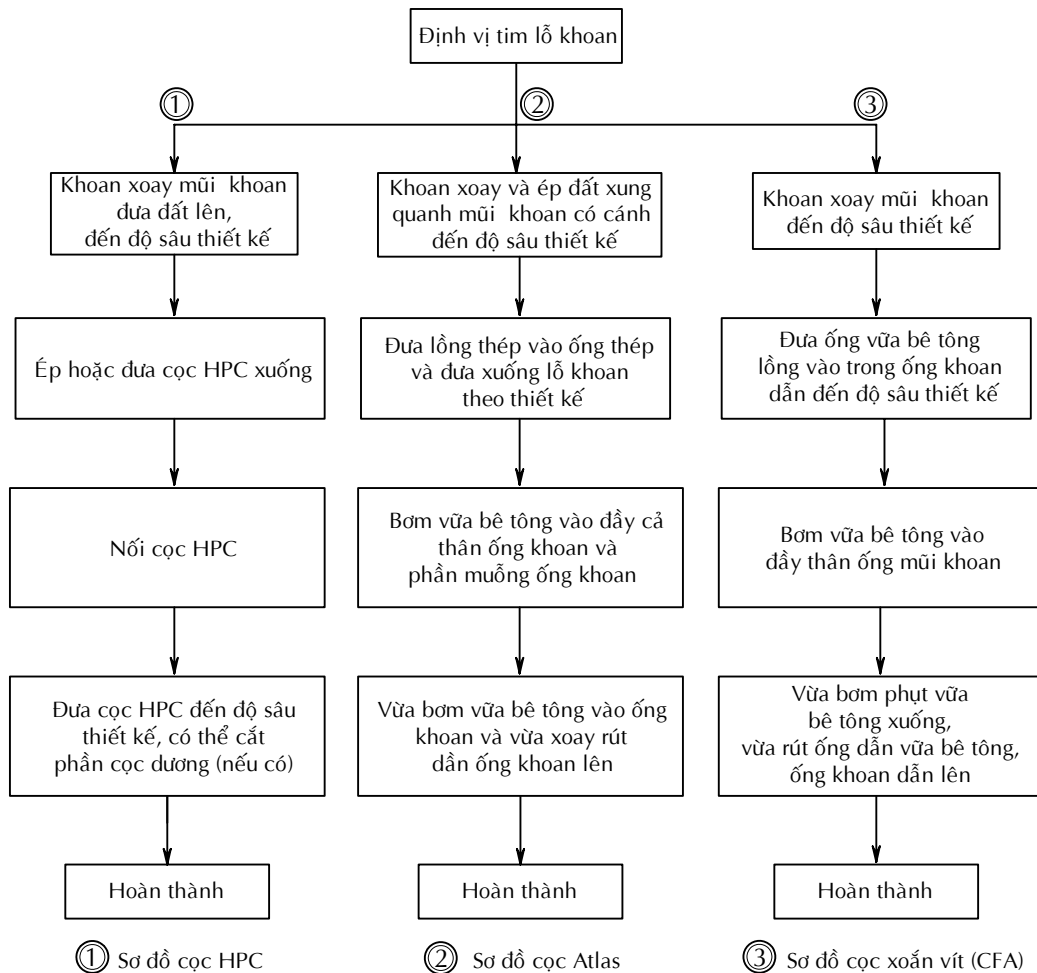 Định vị tim lỗ khoan
1
2
3
Khoan xoay mũi khoan
đưa đất lên,
đến độ sâu thiết kế
Khoan xoay và ép đất xung
quanh mũi khoan có cánh
đến độ sâu thiết kế
Khoan xoay mũi khoan
đến độ sâu thiết kế
Ép hoặc đưa cọc HPC xuống
Đưa lồng thép vào ống thép
và đưa xuống lỗ khoan
theo thiết kế
Đưa ống vữa bê tông
lồng vào trong ống khoan
dẫn đến độ sâu thiết kế
Nối cọc HPC
Bơm vữa bê tông vào đầy cả
thân ống khoan và
phần muỗng ống khoan
Bơm vữa bê tông vào
đầy thân ống mũi khoan
Đưa cọc HPC đến độ sâu
thiết kế, có thể cắt
phần cọc dương (nếu có)
Vừa bơm vữa bê tông vào ống
khoan và vừa xoay rút
dần ống khoan lên
Vừa bơm phụt vữa
bê tông xuống,
vừa rút ống dẫn vữa bê tông,
ống khoan dẫn lên
Hoàn thành
Hoàn thành
Hoàn thành
1 Sơ đồ cọc HPC
2 Sơ đồ cọc Atlas
3 Sơ đồ cọc xoắn vít (CFA)